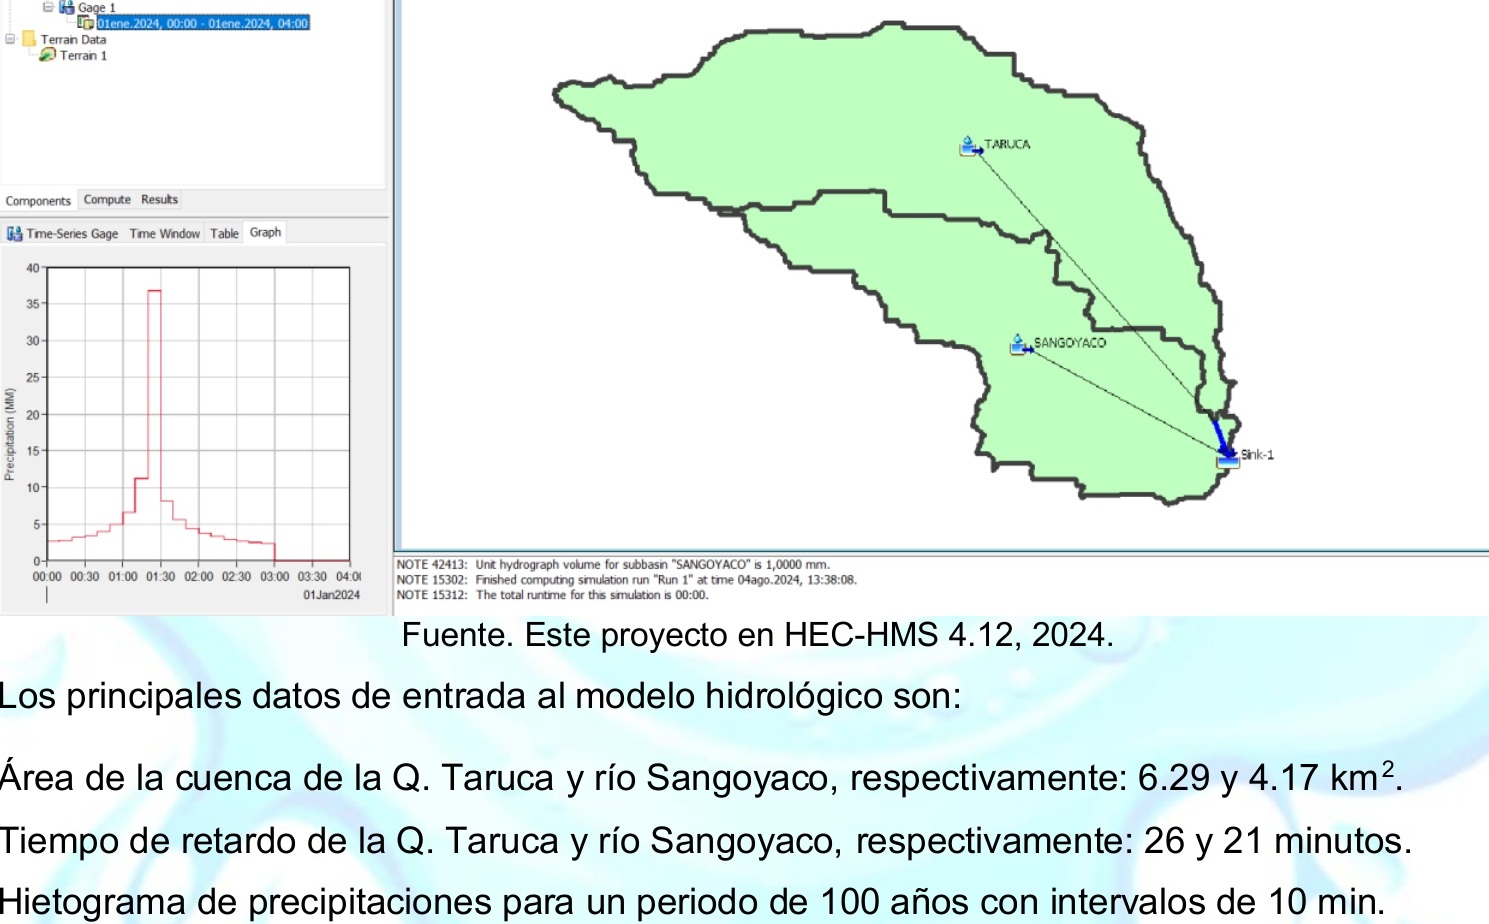 Gage 1
01ene.2024, 00:00 - 01ene.2024, 04:00
Terrain Data
Terrain 1
Components Compute Results
Time-Series Gage Time Window Table Graph
Precipitation (MM)
40
35
30
25
20
15
10
5
0
00:00 00:30 01:00 01:30 02:00 02:30 03:00 03:30 04:00
01Jan2024
TARUCA
SANGOYACO
Sink-1
NOTE 42413: Unit hydrograph volume for subbasin "SANGOYACO" is 1,0000 mm.
NOTE 15302: Finished computing simulation run "Run 1" at time 04ago.2024, 13:38:08.
NOTE 15312: The total runtime for this simulation is 00:00.
Fuente. Este proyecto en HEC-HMS 4.12, 2024.
Los principales datos de entrada al modelo hidrológico son:
Área de la cuenca de la Q. Taruca y río Sangoyaco, respectivamente: 6.29 y 4.17 km².
Tiempo de retardo de la Q. Taruca y río Sangoyaco, respectivamente: 26 y 21 minutos.
Hietograma de precipitaciones para un periodo de 100 años con intervalos de 10 min.